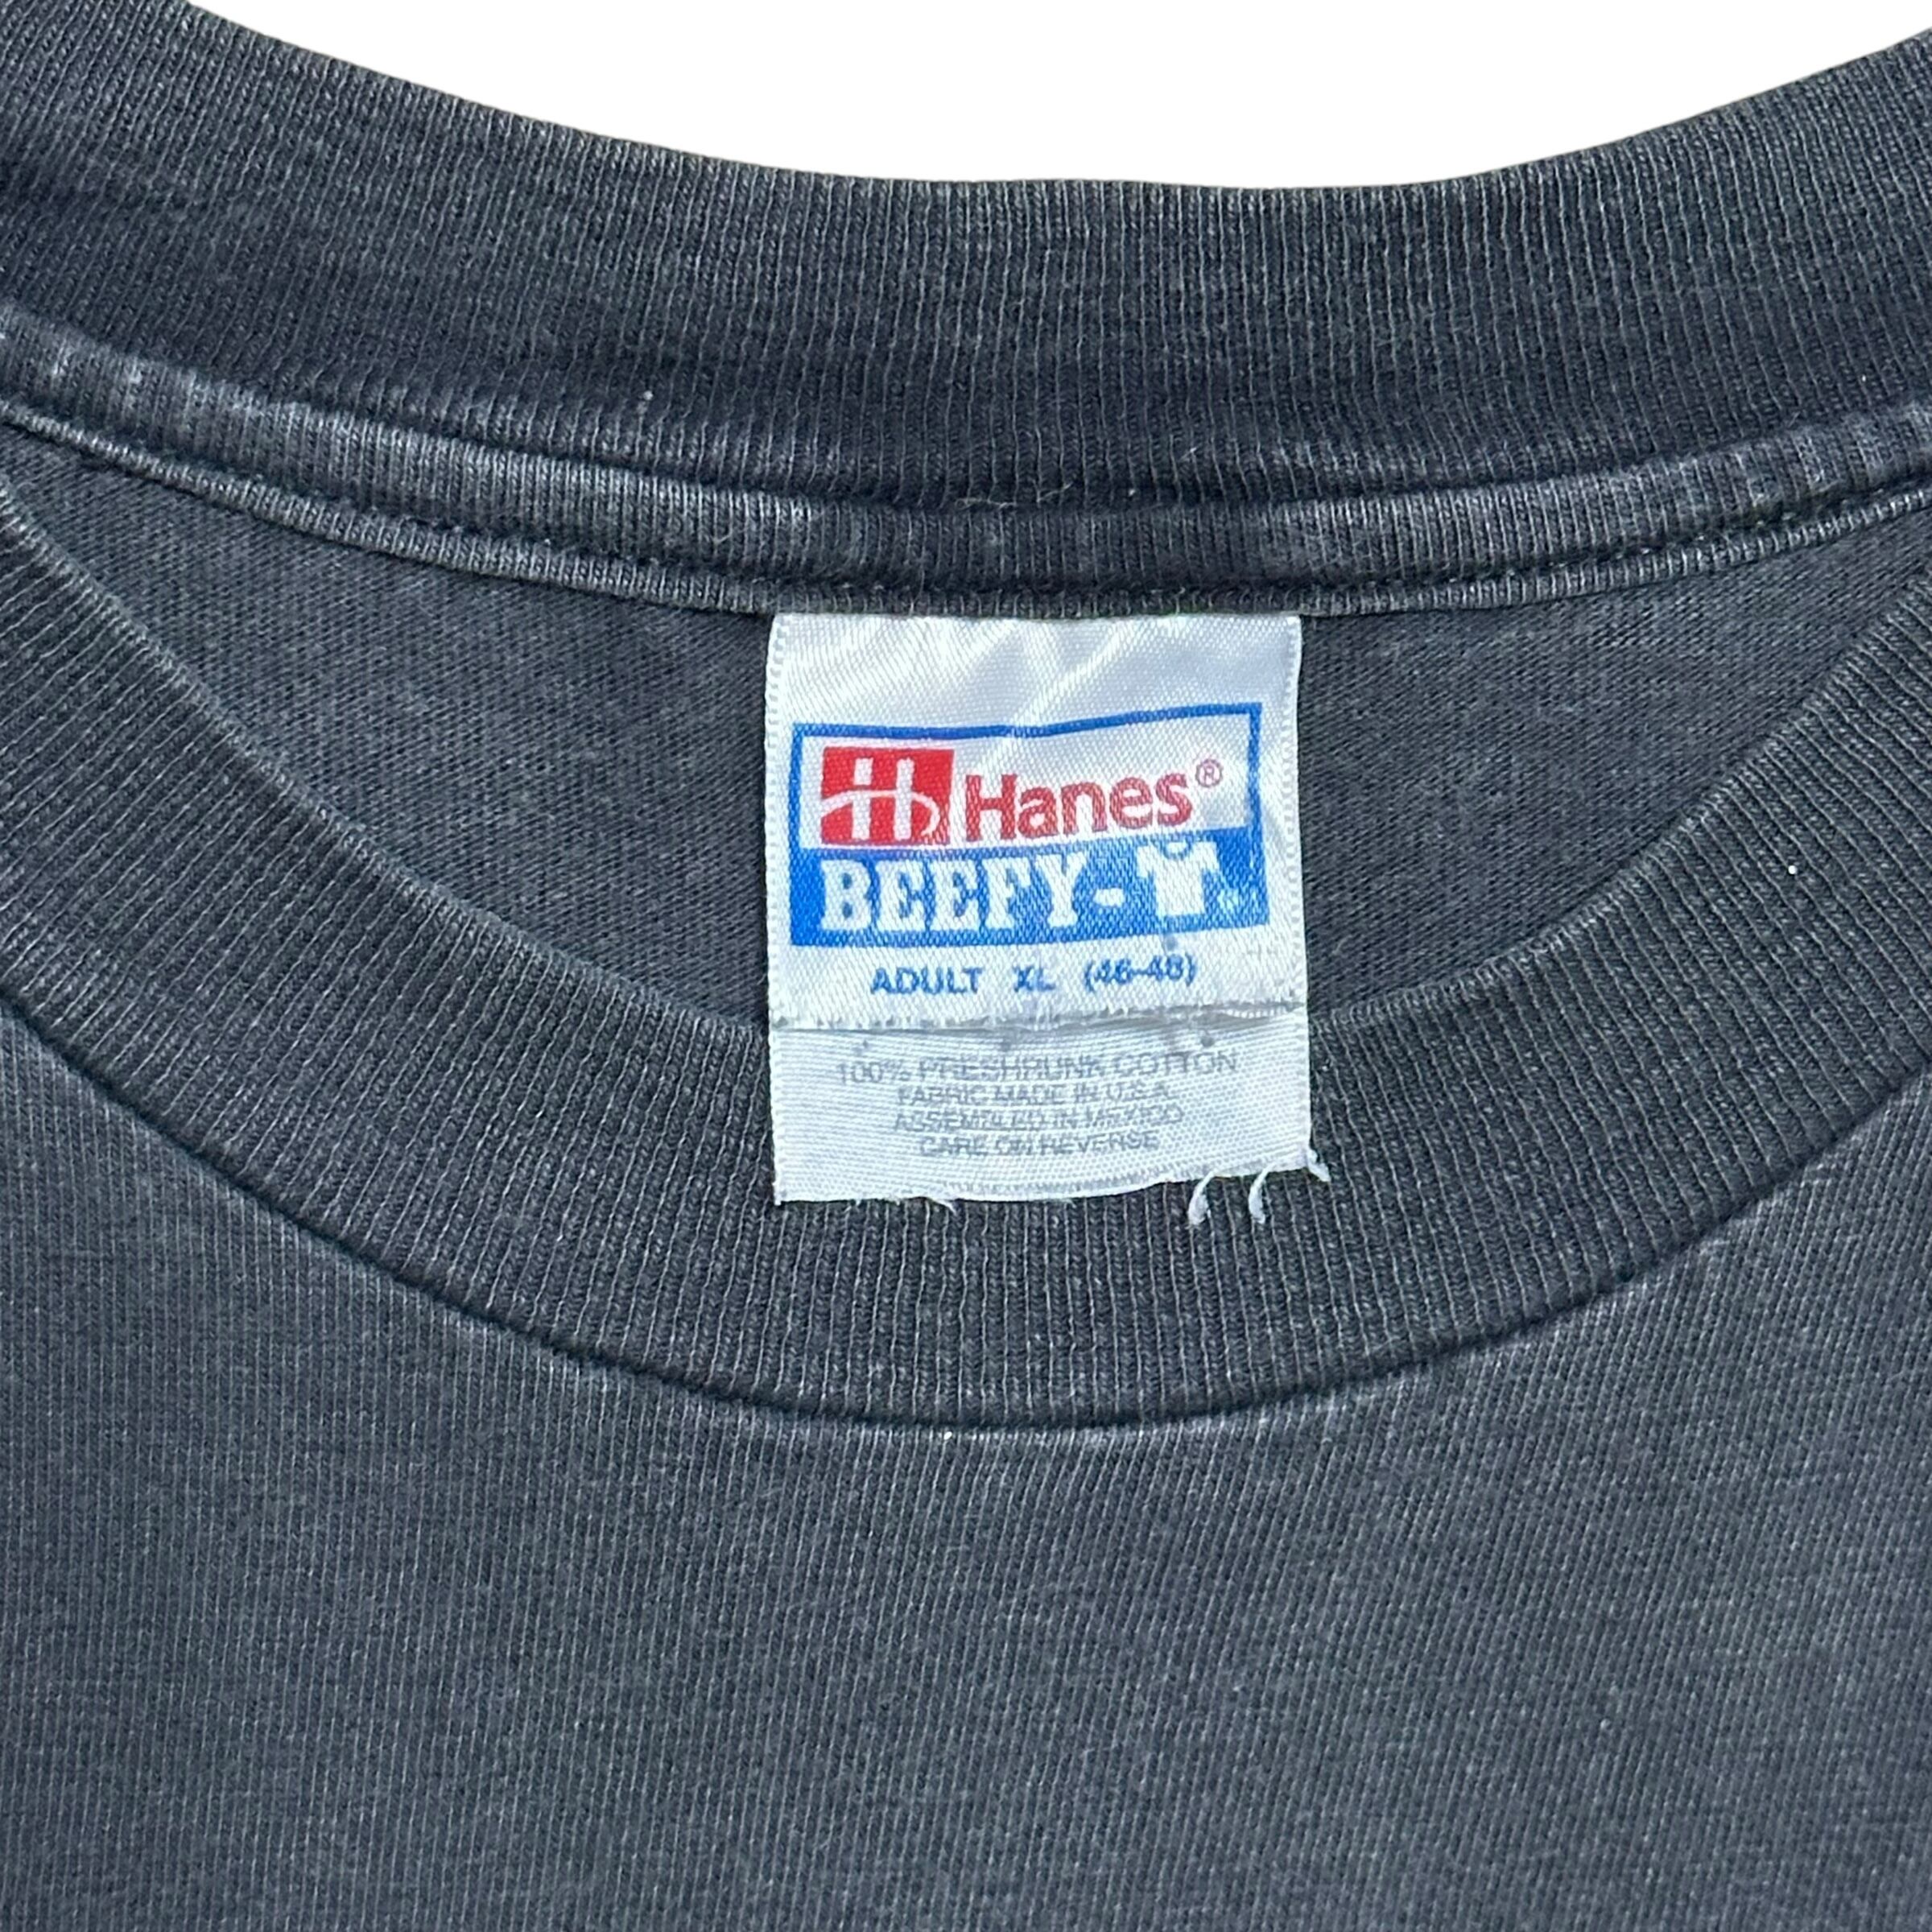 H Hanes®
BEEFY-T
ADULT XL (46-48)
100% PRESHRUNK COTTON
FABRIC MADE IN U.S.A.
ASSEMBLED IN MEXICO
CARE ON REVERSE